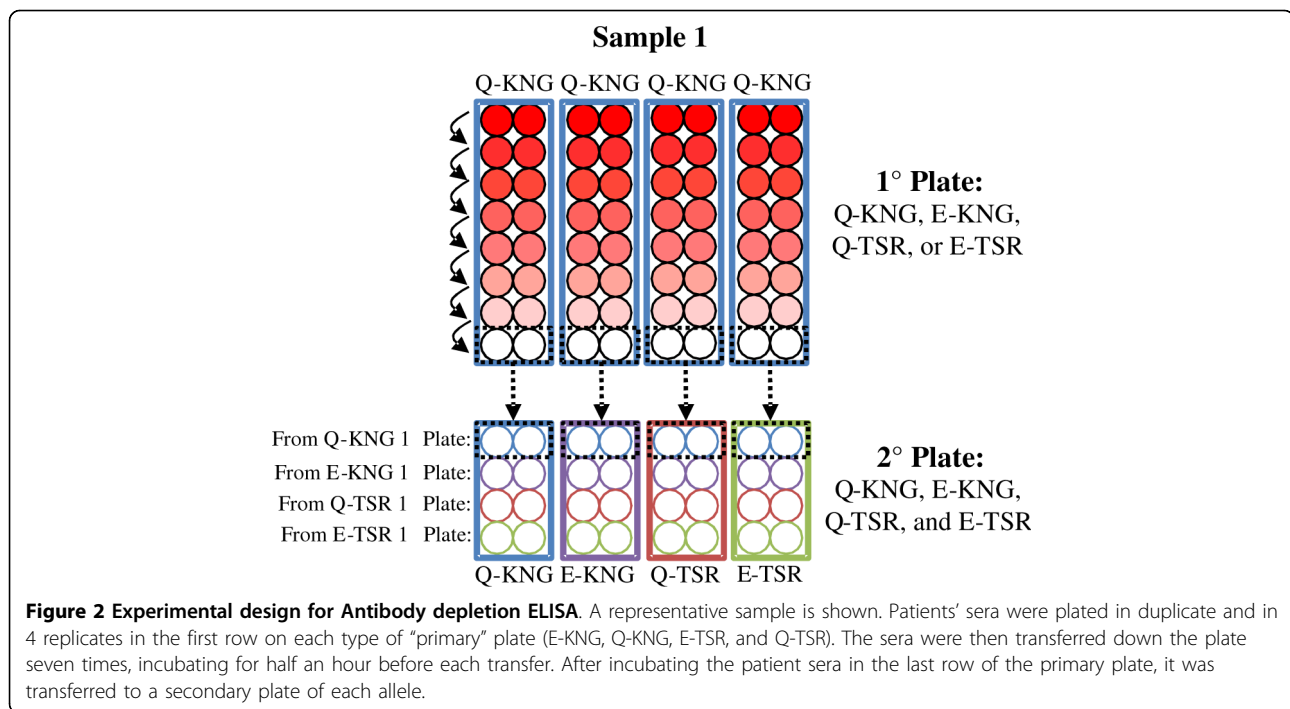 Sample 1
Q-KNG Q-KNG Q-KNG Q-KNG
1° Plate:
Q-KNG, E-KNG,
Q-TSR, or E-TSR
From Q-KNG 1 Plate:
From E-KNG 1 Plate:
From Q-TSR 1 Plate:
From E-TSR 1 Plate:
2° Plate:
Q-KNG, E-KNG,
Q-TSR, and E-TSR
Q-KNG E-KNG Q-TSR E-TSR
Figure 2 Experimental design for Antibody depletion ELISA. A representative sample is shown. Patients' sera were plated in duplicate and in
4 replicates in the first row on each type of "primary" plate (E-KNG, Q-KNG, E-TSR, and Q-TSR). The sera were then transferred down the plate
seven times, incubating for half an hour before each transfer. After incubating the patient sera in the last row of the primary plate, it was
transferred to a secondary plate of each allele.